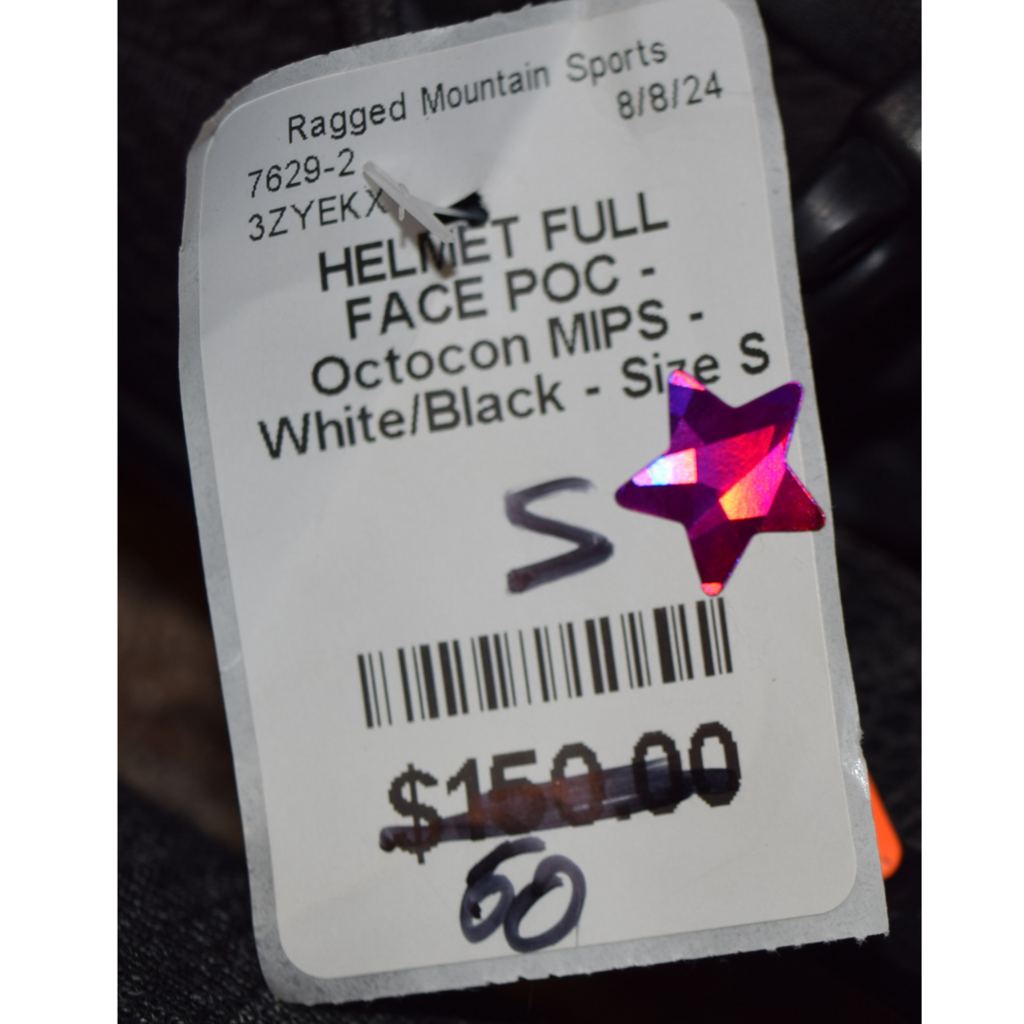 Ragged Mountain Sports
8/8/24
7629-2
3ZYEKX
HELMET FULL
FACE POC -
Octocon MIPS -
White/Black - Size S
S
$150.00
60